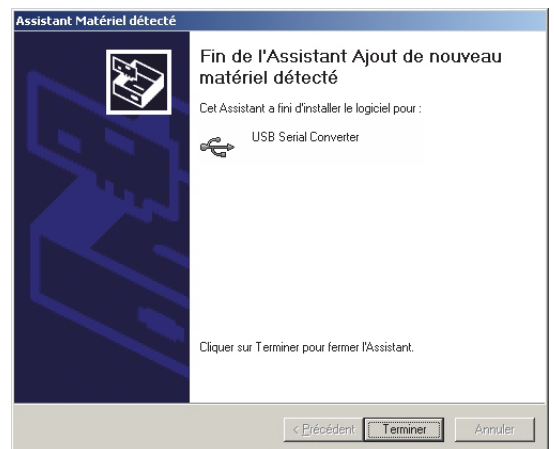 Assistant Matériel détecté
Fin de l'Assistant Ajout de nouveau
matériel détecté
Cet Assistant a fini d'installer le logiciel pour :
USB Serial Converter
Cliquer sur Terminer pour fermer l'Assistant.
< Précédent Terminer Annuler